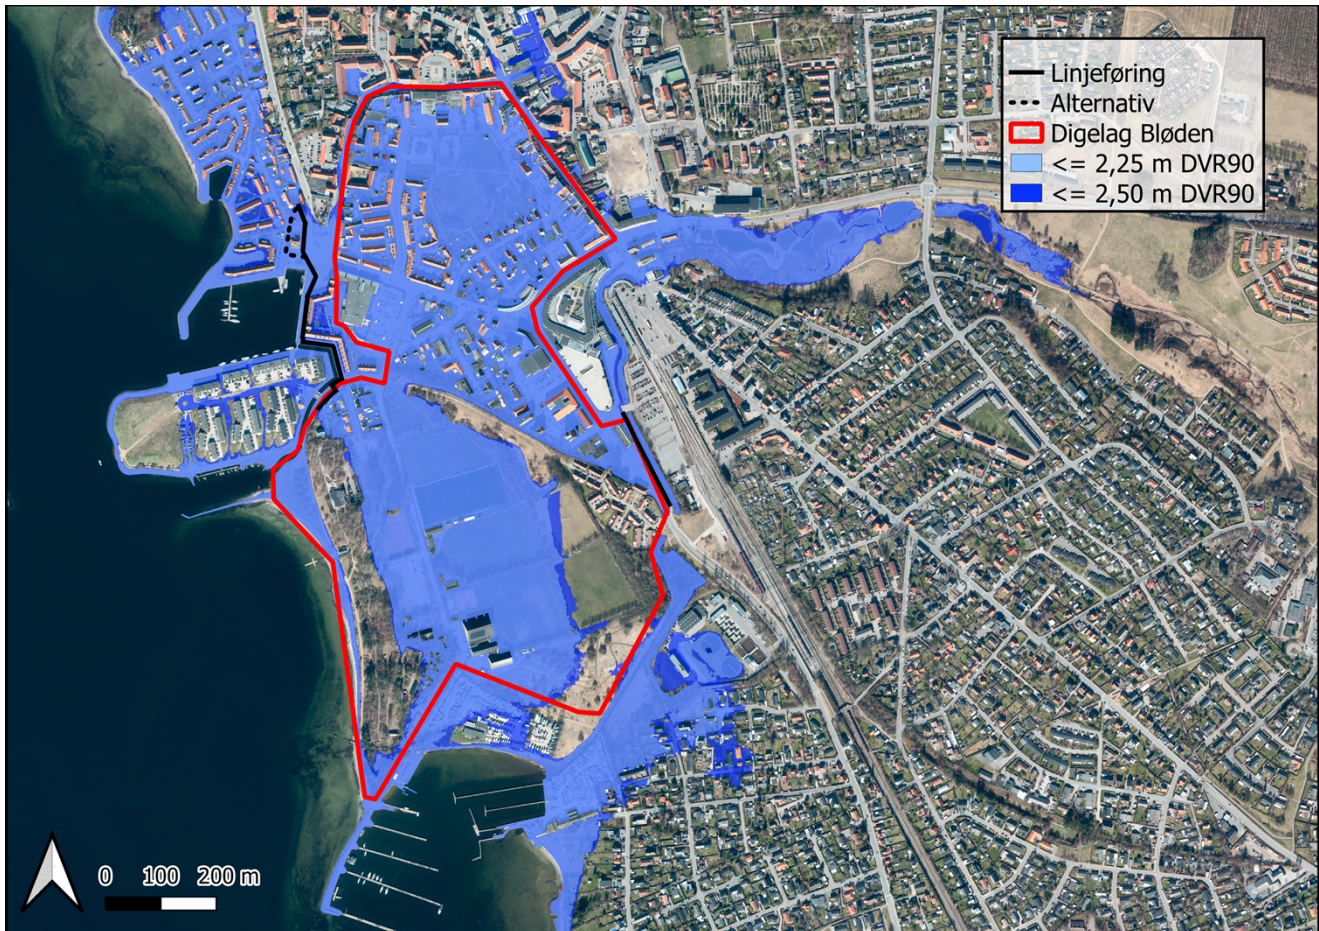 Linjeføring
Alternativ
Digelag Bløden
<= 2,25 m DVR90
<= 2,50 m DVR90
0 100 200 m